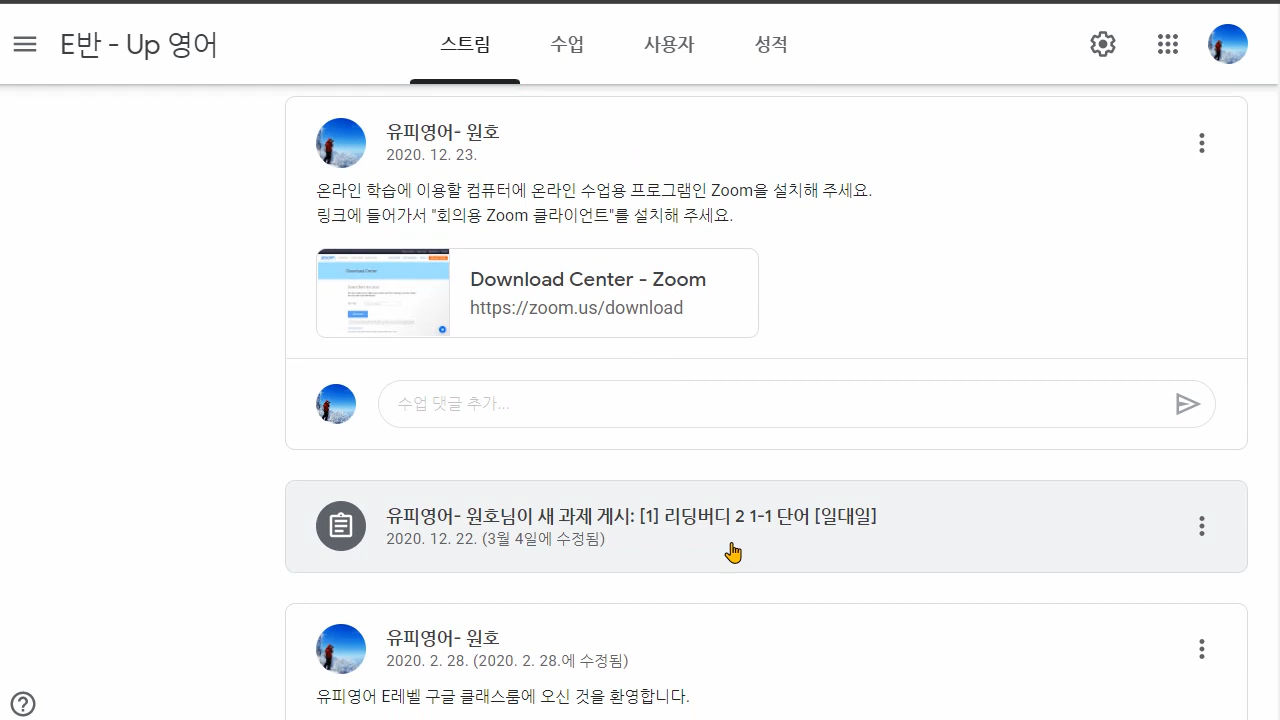 E반 - Up 영어
스트림
수업
사용자
성적
유피영어- 원호
2020. 12. 23.
온라인 학습에 이용할 컴퓨터에 온라인 수업용 프로그램인 Zoom을 설치해 주세요.
링크에 들어가서 "회의용 Zoom 클라이언트"를 설치해 주세요.
Download Center
Download Center - Zoom
https://zoom.us/download
수업 댓글 추가...
유피영어- 원호님이 새 과제 게시: [1] 리딩버디 2 1-1 단어 [일대일]
2020. 12. 22. (3월 4일에 수정됨)
유피영어- 원호
2020. 2. 28. (2020. 2. 28.에 수정됨)
유피영어 E레벨 구글 클래스룸에 오신 것을 환영합니다.